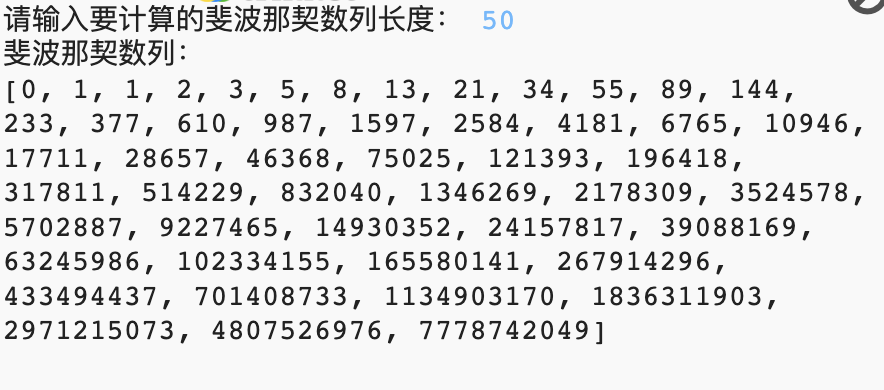 请输入要计算的斐波那契数列长度： 50
斐波那契数列：
[0, 1, 1, 2, 3, 5, 8, 13, 21, 34, 55, 89, 144,
233, 377, 610, 987, 1597, 2584, 4181, 6765, 10946,
17711, 28657, 46368, 75025, 121393, 196418,
317811, 514229, 832040, 1346269, 2178309, 3524578,
5702887, 9227465, 14930352, 24157817, 39088169,
63245986, 102334155, 165580141, 267914296,
433494437, 701408733, 1134903170, 1836311903,
2971215073, 4807526976, 7778742049]